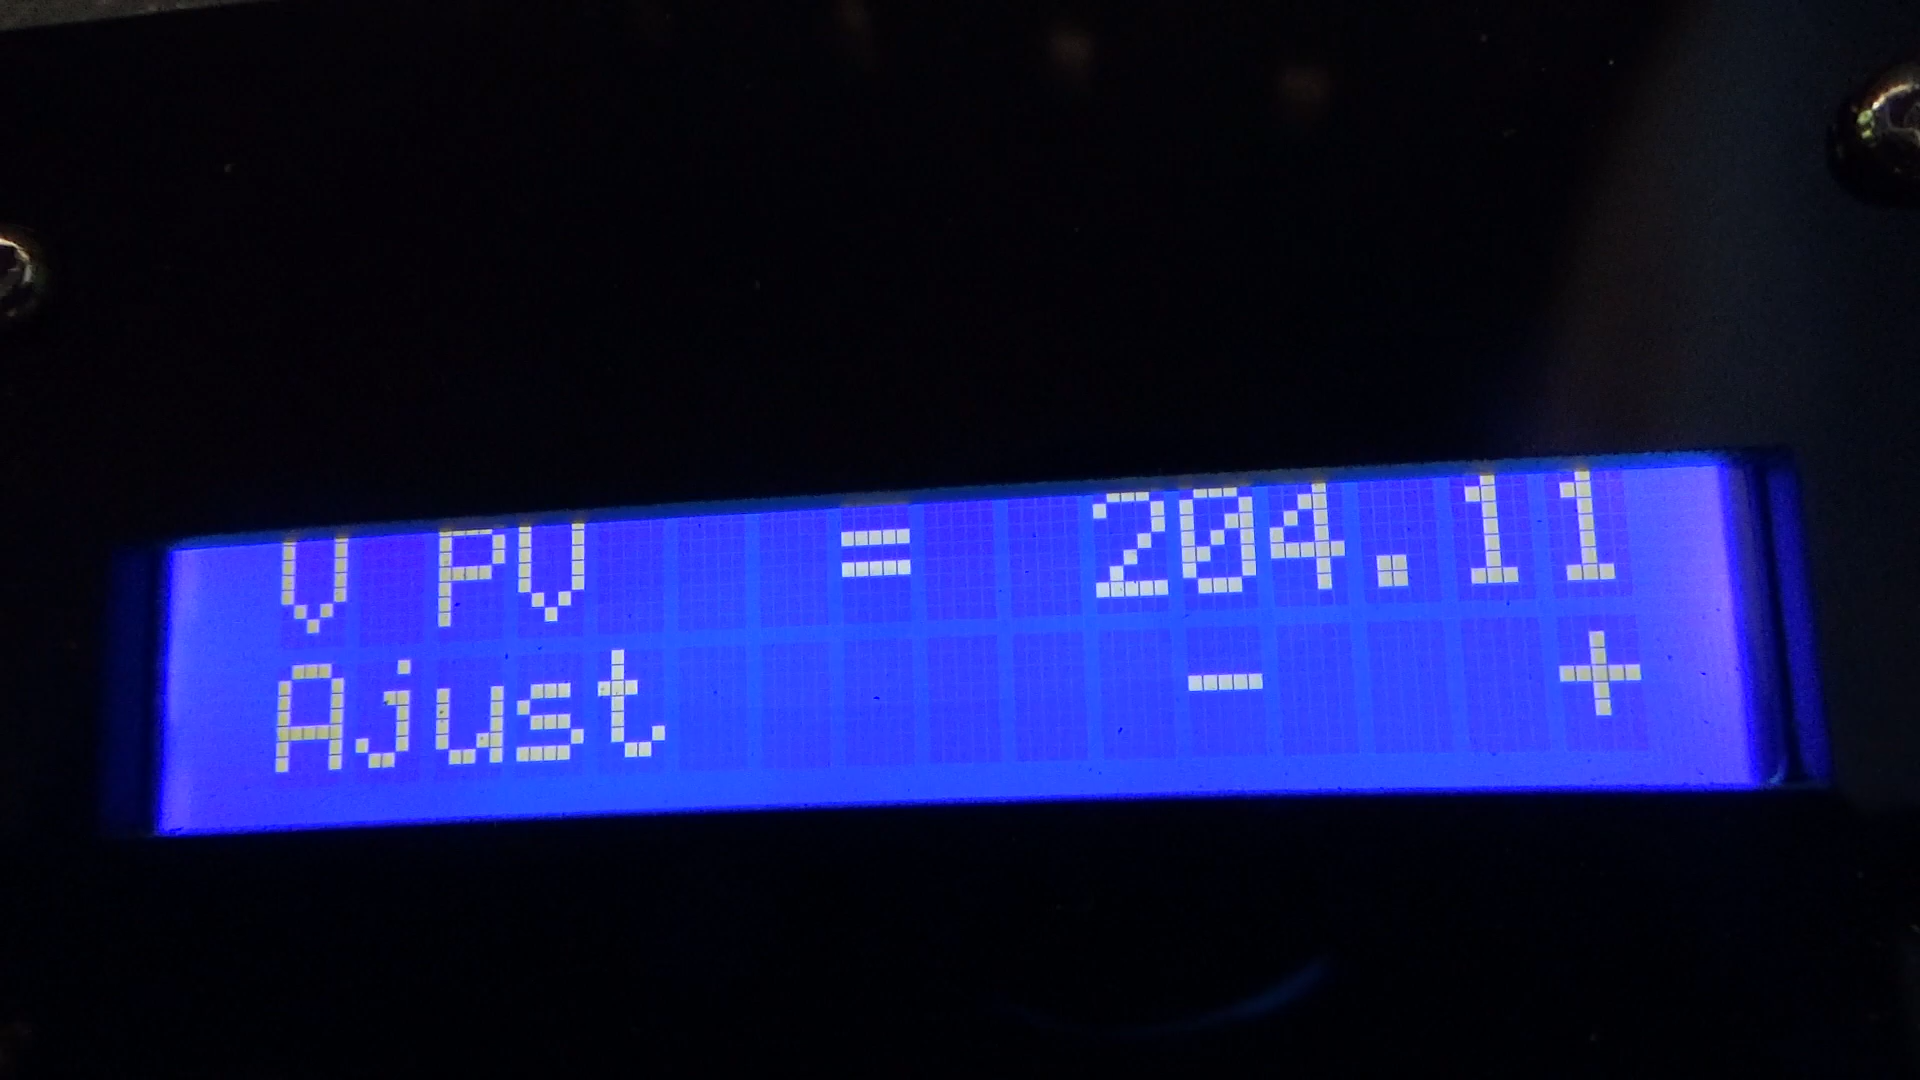 V PV = 204.11
Ajust - +